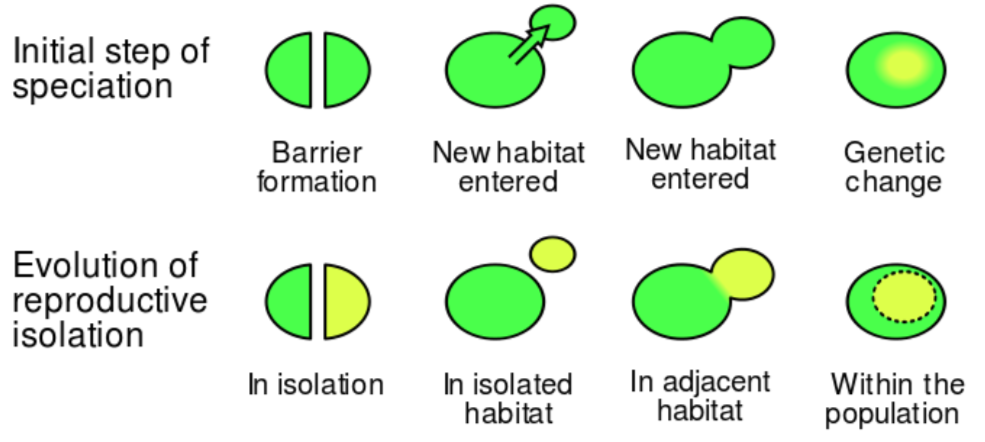 Initial step of
speciation
Barrier
formation
New habitat
entered
New habitat
entered
Genetic
change
Evolution of
reproductive
isolation
In isolation
In isolated
habitat
In adjacent
habitat
Within the
population